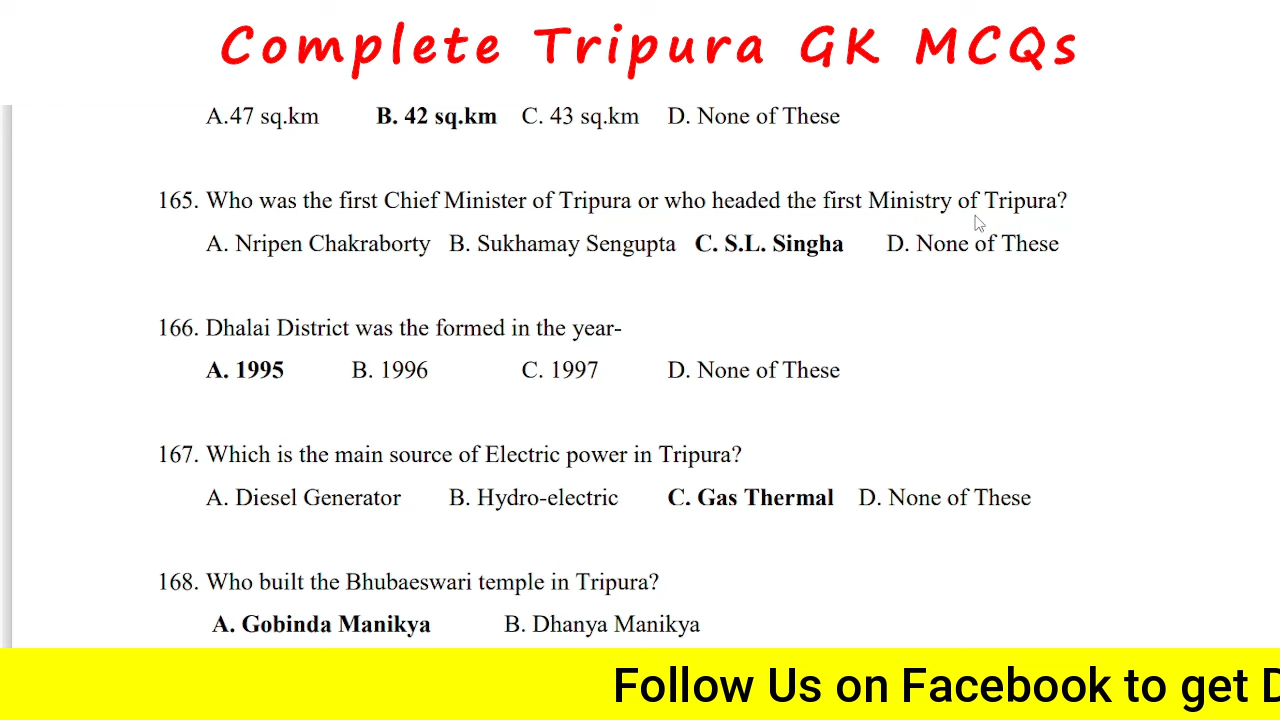 Complete Tripura GK MCQs
A.47 sq.km B. 42 sq.km C. 43 sq.km D. None of These
165. Who was the first Chief Minister of Tripura or who headed the first Ministry of Tripura?
A. Nripen Chakraborty B. Sukhamay Sengupta C. S.L. Singha D. None of These
166. Dhalai District was the formed in the year-
A. 1995 B. 1996 C. 1997 D. None of These
167. Which is the main source of Electric power in Tripura?
A. Diesel Generator B. Hydro-electric C. Gas Thermal D. None of These
168. Who built the Bhubaeswari temple in Tripura?
A. Gobinda Manikya B. Dhanya Manikya
Follow Us on Facebook to get D